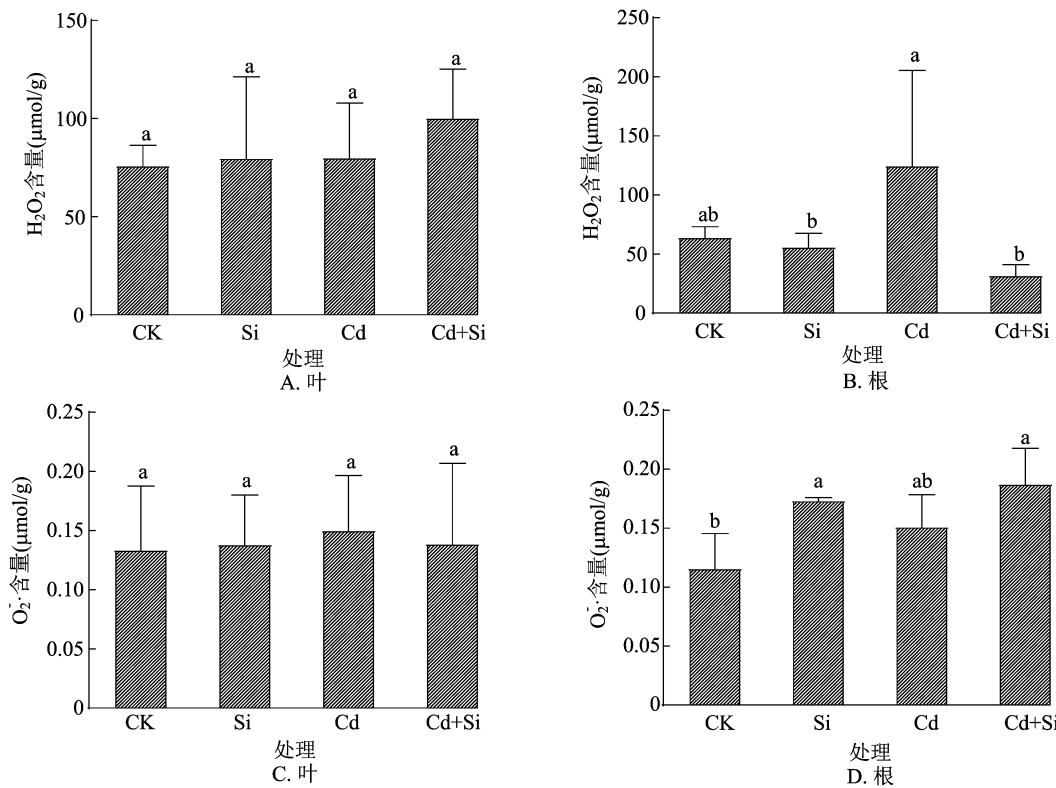 150
100
50
0
H₂O₂含量(μmol/g)
a
a
a
a
CK
Si
Cd
Cd+Si
处理
A. 叶
250
200
150
100
50
0
H₂O₂含量(μmol/g)
ab
b
a
b
CK
Si
Cd
Cd+Si
处理
B. 根
0.25
0.20
0.15
0.10
0.05
0
O₂⁻·含量(μmol/g)
a
a
a
a
CK
Si
Cd
Cd+Si
处理
C. 叶
0.25
0.20
0.15
0.10
0.05
0
O₂⁻·含量(μmol/g)
b
a
ab
a
CK
Si
Cd
Cd+Si
处理
D. 根